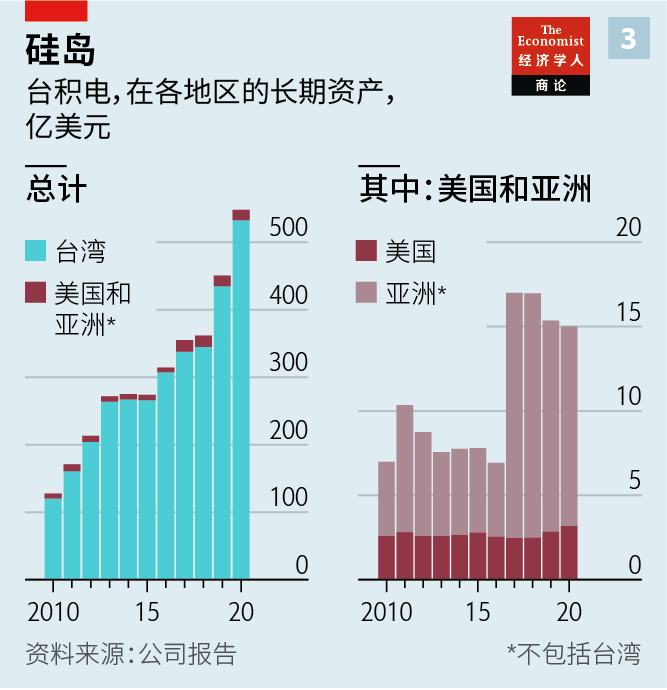 硅岛
The
Economist
经济学人
商论
3
台积电，在各地区的长期资产，
亿美元
总计
台湾
美国和
亚洲*
500
400
300
200
100
0
2010 15 20
其中：美国和亚洲
美国
亚洲*
20
15
10
5
0
2010 15 20
资料来源：公司报告
*不包括台湾